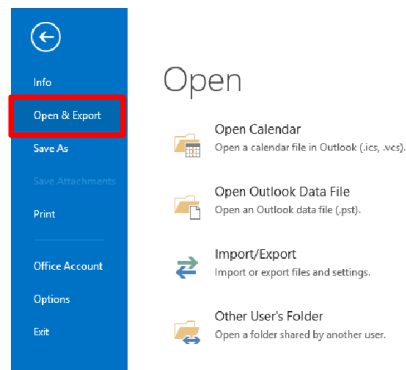 Info
Open & Export
Save As
Save Attachments
Print
Office Account
Options
Exit
Open
Open Calendar
Open a calendar file in Outlook (.ics, .vcs).
Open Outlook Data File
Open an Outlook data file (.pst).
Import/Export
Import or export files and settings.
Other User's Folder
Open a folder shared by another user.